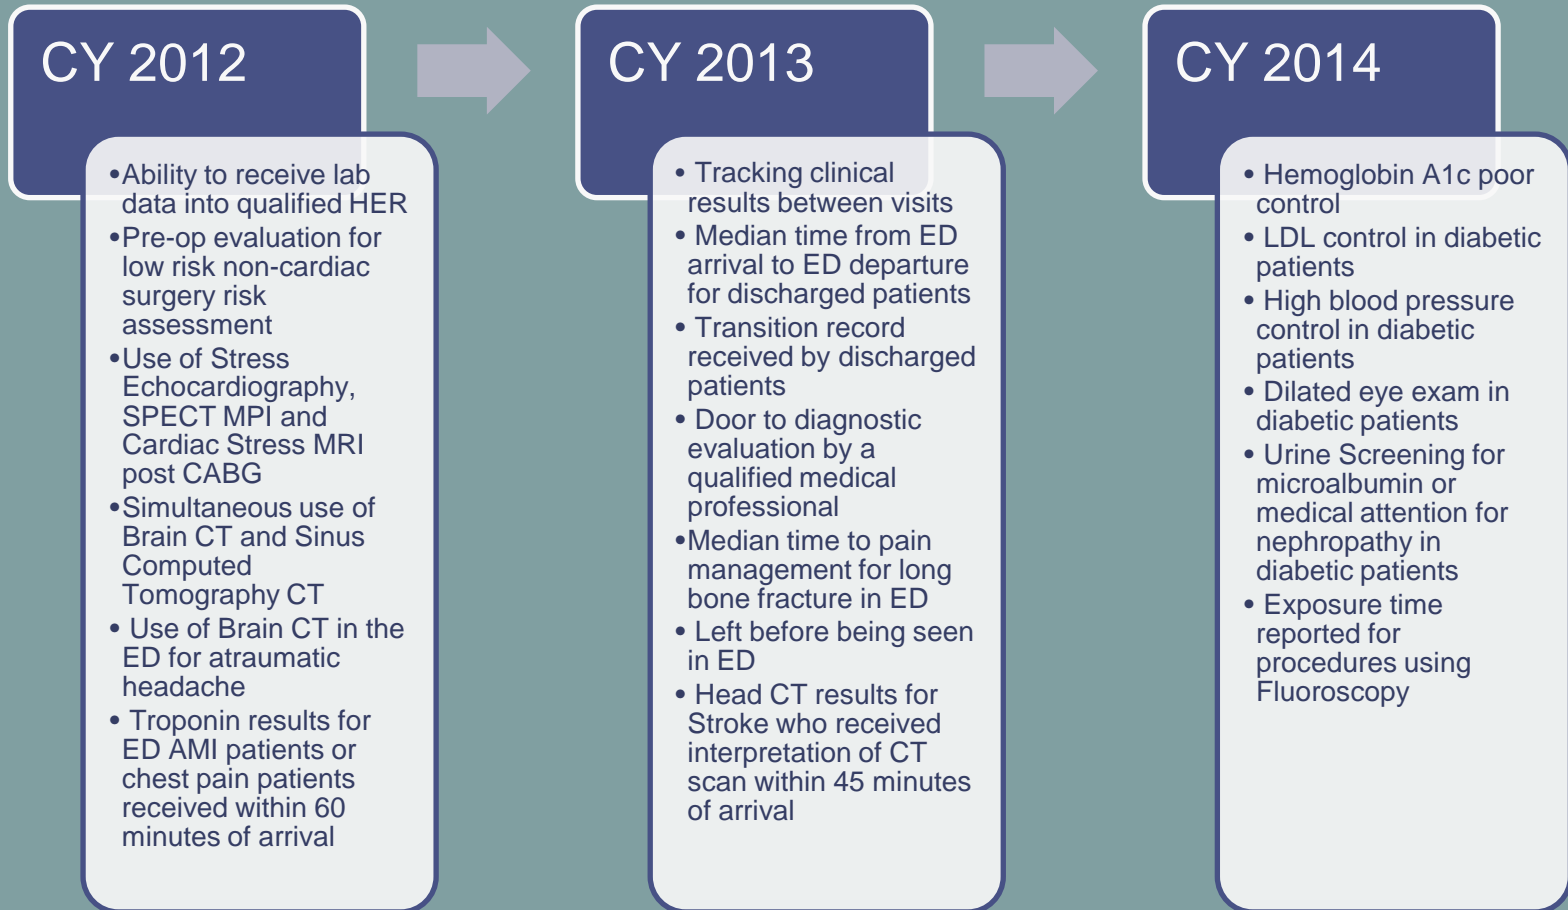 CY 2012
•Ability to receive lab
data into qualified HER
•Pre-op evaluation for
low risk non-cardiac
surgery risk
assessment
•Use of Stress
Echocardiography,
SPECT MPI and
Cardiac Stress MRI
post CABG
•Simultaneous use of
Brain CT and Sinus
Computed
Tomography CT
• Use of Brain CT in the
ED for atraumatic
headache
• Troponin results for
ED AMI patients or
chest pain patients
received within 60
minutes of arrival
CY 2013
• Tracking clinical
results between visits
• Median time from ED
arrival to ED departure
for discharged patients
• Transition record
received by discharged
patients
• Door to diagnostic
evaluation by a
qualified medical
professional
•Median time to pain
management for long
bone fracture in ED
• Left before being seen
in ED
• Head CT results for
Stroke who received
interpretation of CT
scan within 45 minutes
of arrival
CY 2014
• Hemoglobin A1c poor
control
• LDL control in diabetic
patients
• High blood pressure
control in diabetic
patients
• Dilated eye exam in
diabetic patients
• Urine Screening for
microalbumin or
medical attention for
nephropathy in
diabetic patients
• Exposure time
reported for
procedures using
Fluoroscopy